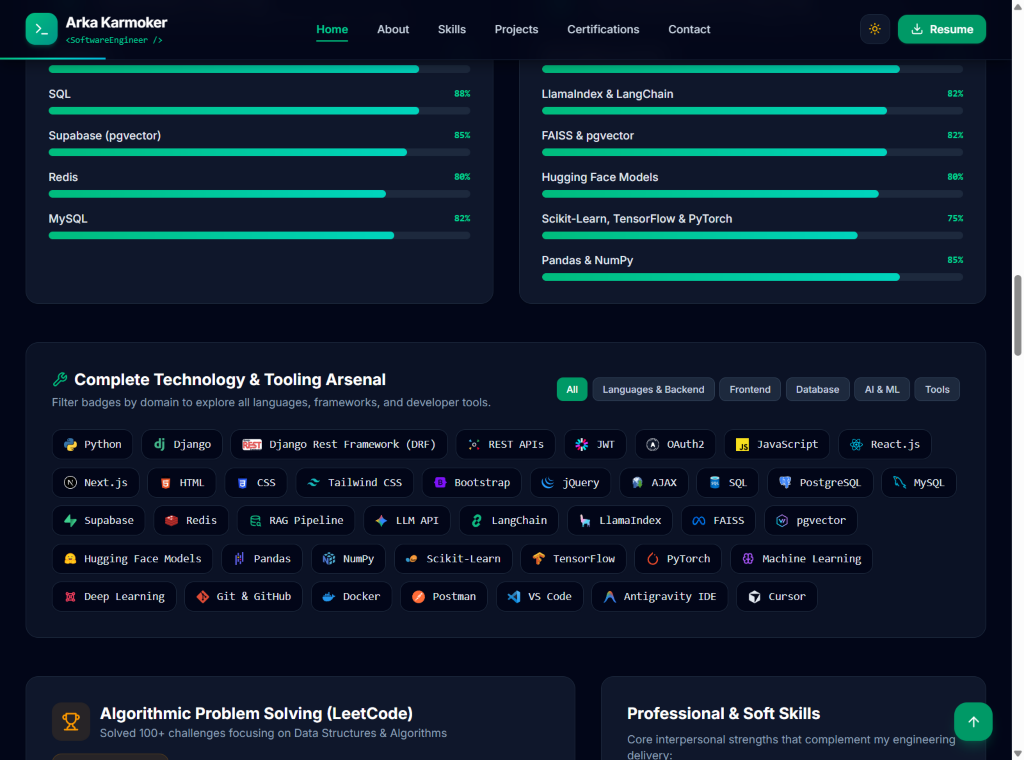 Arka Karmoker
<SoftwareEngineer />
Home
About
Skills
Projects
Certifications
Contact
Resume
SQL
88%
Supabase (pgvector)
85%
Redis
80%
MySQL
82%
LlamaIndex & LangChain
82%
FAISS & pgvector
82%
Hugging Face Models
80%
Scikit-Learn, TensorFlow & PyTorch
75%
Pandas & NumPy
85%
Complete Technology & Tooling Arsenal
Filter badges by domain to explore all languages, frameworks, and developer tools.
All
Languages & Backend
Frontend
Database
AI & ML
Tools
Python
dj Django
REST Django Rest Framework (DRF)
REST APIs
JWT
A OAuth2
JS JavaScript
React.js
N Next.js
HTML
CSS
Tailwind CSS
B Bootstrap
jQuery
AJAX
SQL
PostgreSQL
MySQL
Supabase
Redis
RAG Pipeline
LLM API
LangChain
LlamaIndex
FAISS
pgvector
Hugging Face Models
Pandas
NumPy
Scikit-Learn
TensorFlow
PyTorch
Machine Learning
Deep Learning
Git & GitHub
Docker
Postman
VS Code
Antigravity IDE
Cursor
Algorithmic Problem Solving (LeetCode)
Solved 100+ challenges focusing on Data Structures & Algorithms
Professional & Soft Skills
Core interpersonal strengths that complement my engineering
delivery: